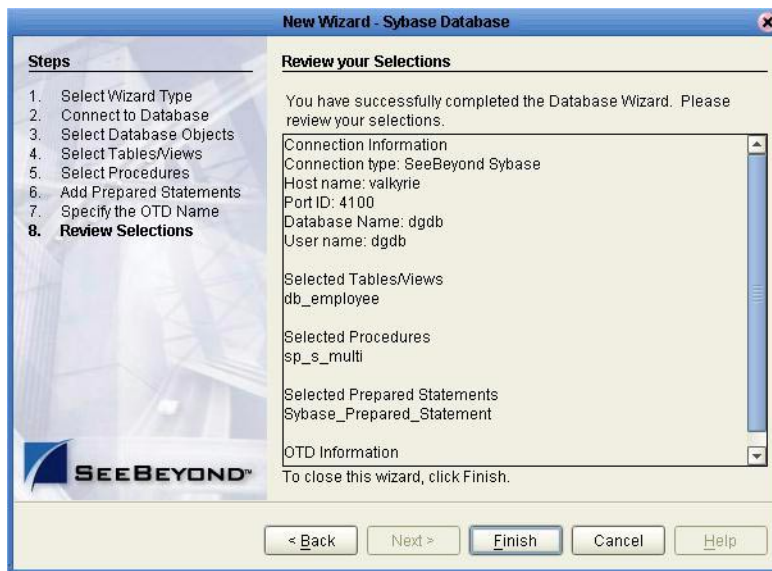 New Wizard - Sybase Database
Steps
1. Select Wizard Type
2. Connect to Database
3. Select Database Objects
4. Select Tables/Views
5. Select Procedures
6. Add Prepared Statements
7. Specify the OTD Name
8. Review Selections
SEEBEYOND™
Review your Selections
You have successfully completed the Database Wizard. Please
review your selections.
Connection Information
Connection type: SeeBeyond Sybase
Host name: valkyrie
Port ID: 4100
Database Name: dgdb
User name: dgdb
Selected Tables/Views
db_employee
Selected Procedures
sp_s_multi
Selected Prepared Statements
Sybase_Prepared_Statement
OTD Information
To close this wizard, click Finish.
< Back
Next >
Finish
Cancel
Help